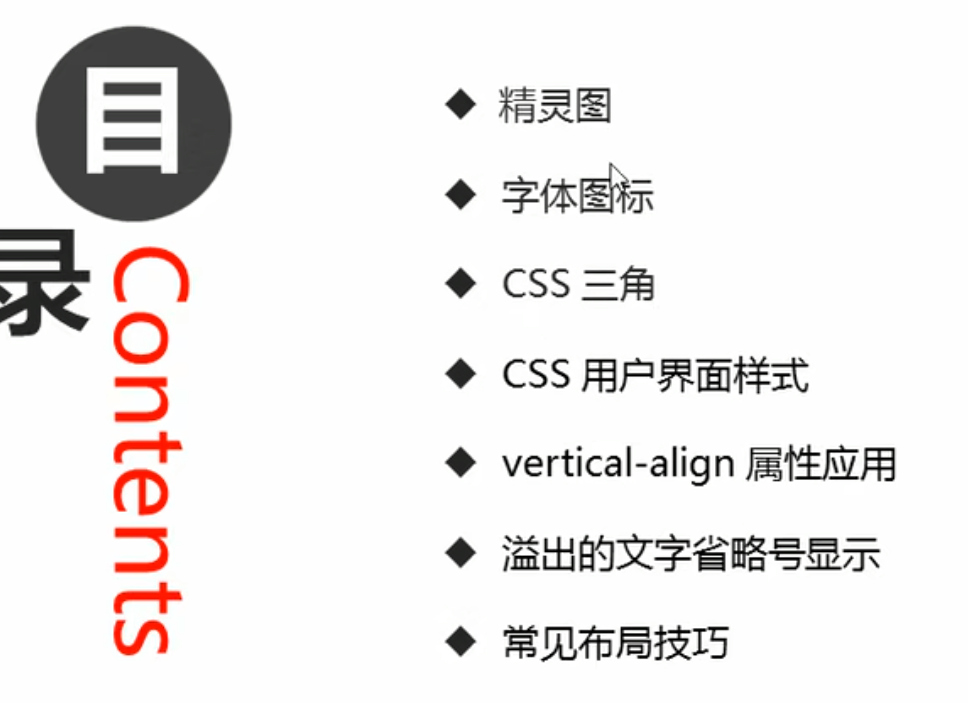 目录
Contents
精灵图
字体图标
CSS 三角
CSS 用户界面样式
vertical-align 属性应用
溢出的文字省略号显示
常见布局技巧